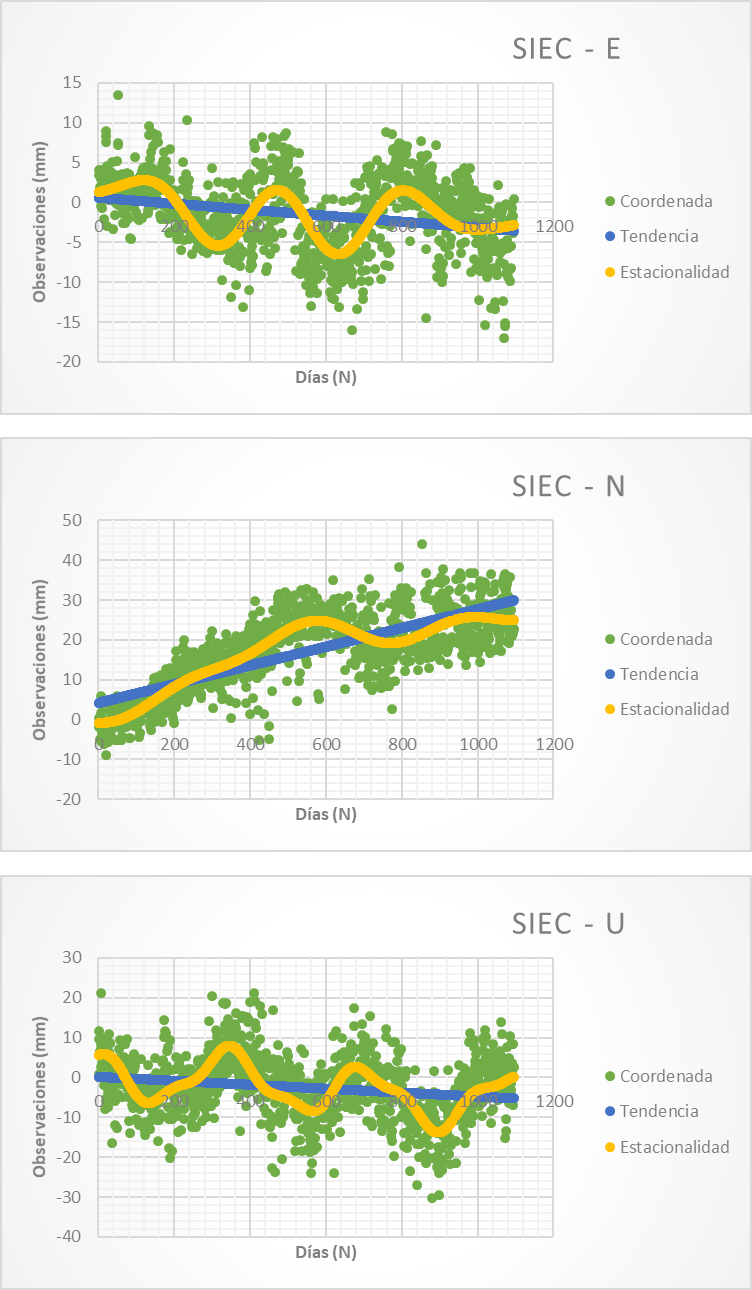 SIEC - E
15
10
5
0
-5
-10
-15
-20
0 200 400 600 800 1000 1200
Observaciones (mm)
Días (N)
Coordenada
Tendencia
Estacionalidad
SIEC - N
50
40
30
20
10
0
-10
-20
0 200 400 600 800 1000 1200
Observaciones (mm)
Días (N)
Coordenada
Tendencia
Estacionalidad
SIEC - U
30
20
10
0
-10
-20
-30
-40
0 200 400 600 800 1000 1200
Observaciones (mm)
Días (N)
Coordenada
Tendencia
Estacionalidad